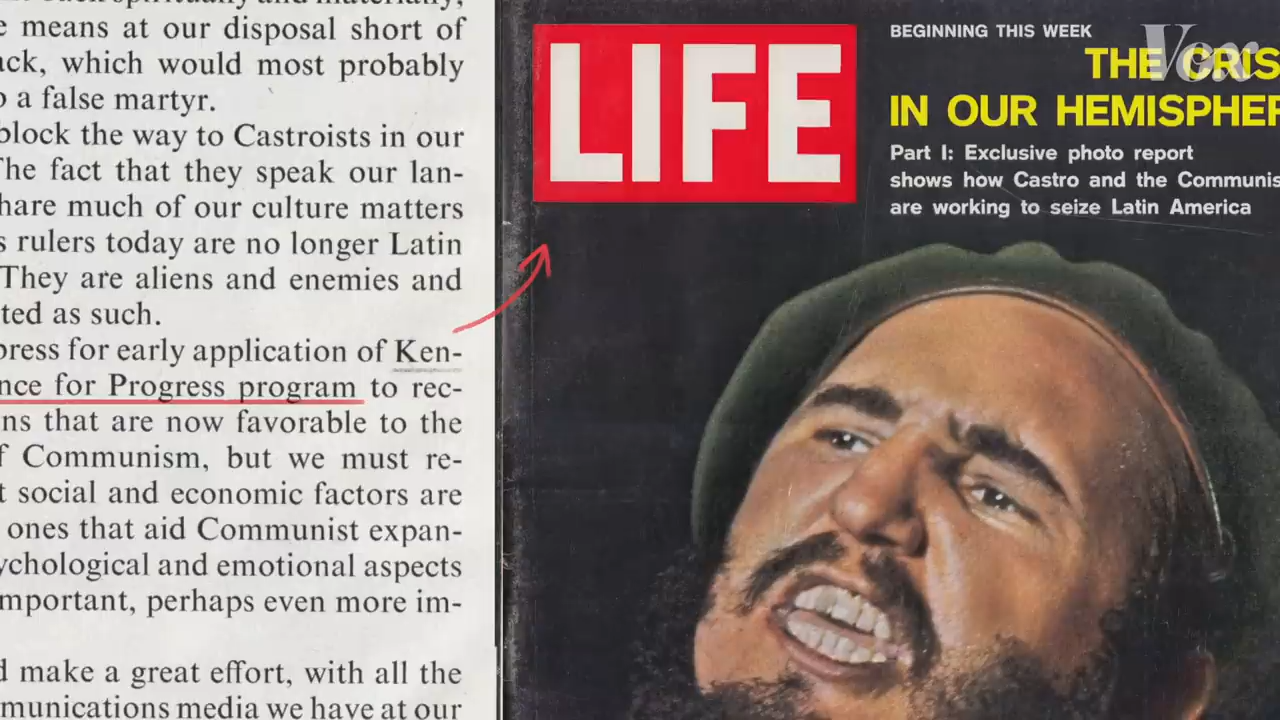 e means at our disposal short of
ack, which would most probably
o a false martyr.
block the way to Castroists in our
The fact that they speak our lan-
hare much of our culture matters
s rulers today are no longer Latin
They are aliens and enemies and
ted as such.
press for early application of Ken-
nce for Progress program to rec-
ns that are now favorable to the
f Communism, but we must re-
t social and economic factors are
ones that aid Communist expan-
ychological and emotional aspects
mportant, perhaps even more im-
d make a great effort, with all the
munications media we have at our
LIFE
BEGINNING THIS WEEK
THE CRIS
IN OUR HEMISPHER
Part I: Exclusive photo report
shows how Castro and the Communis
are working to seize Latin America
Vox